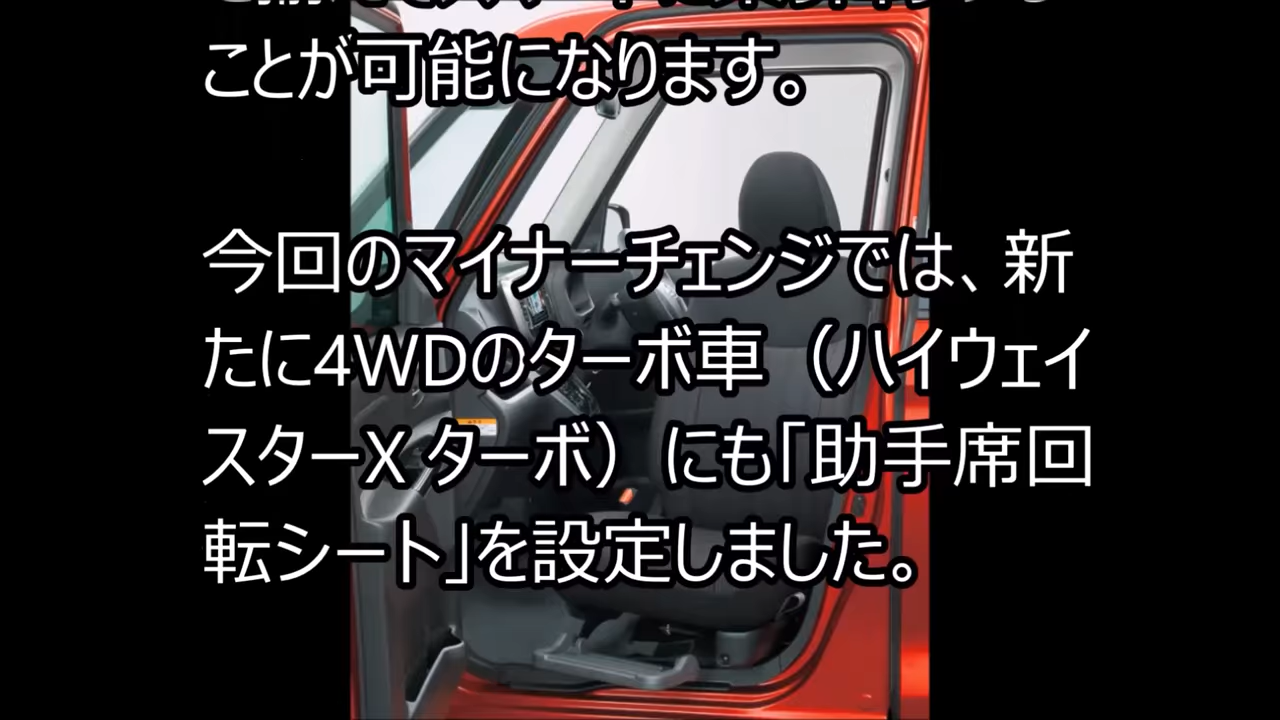 ことが可能になります。
今回のマイナーチェンジでは、新
たに4WDのターボ車（ハイウェイ
スターX ターボ）にも「助手席回
転シート」を設定しました。